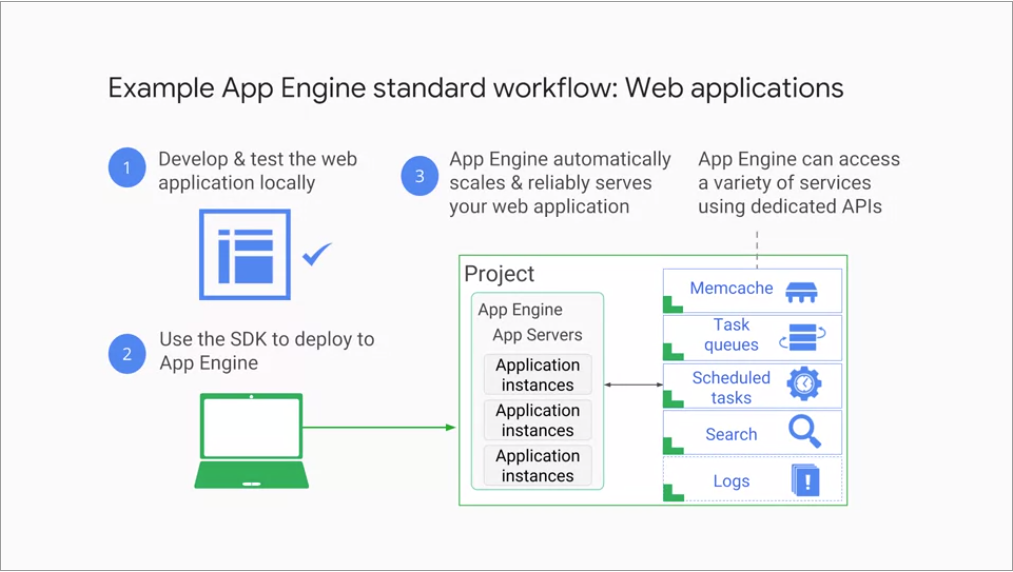 Example App Engine standard workflow: Web applications
1
Develop & test the web
application locally
2
Use the SDK to deploy to
App Engine
3
App Engine automatically
scales & reliably serves
your web application
App Engine can access
a variety of services
using dedicated APIs
Project
App Engine
App Servers
Application
instances
Application
instances
Application
instances
Memcache
Task
queues
Scheduled
tasks
Search
Logs
!